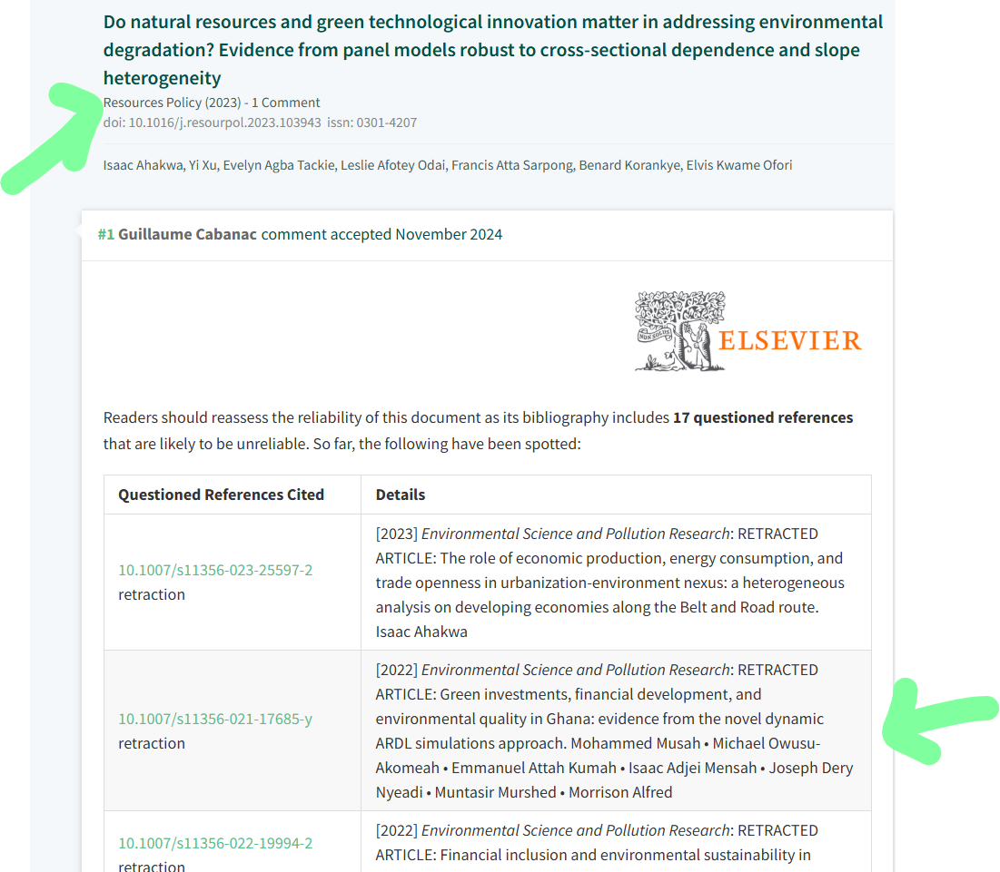 Do natural resources and green technological innovation matter in addressing environmental
degradation? Evidence from panel models robust to cross-sectional dependence and slope
heterogeneity
Resources Policy (2023) - 1 Comment
doi: 10.1016/j.resourpol.2023.103943 issn: 0301-4207
Isaac Ahakwa, Yi Xu, Evelyn Agba Tackie, Leslie Afotey Odai, Francis Atta Sarpong, Benard Korankye, Elvis Kwame Ofori
#1 Guillaume Cabanac comment accepted November 2024
NON SOLUS
ELSEVIER
Readers should reassess the reliability of this document as its bibliography includes 17 questioned references
that are likely to be unreliable. So far, the following have been spotted:
Questioned References Cited
Details
10.1007/s11356-023-25597-2
retraction
[2023] Environmental Science and Pollution Research: RETRACTED
ARTICLE: The role of economic production, energy consumption, and
trade openness in urbanization-environment nexus: a heterogeneous
analysis on developing economies along the Belt and Road route.
Isaac Ahakwa
10.1007/s11356-021-17685-y
retraction
[2022] Environmental Science and Pollution Research: RETRACTED
ARTICLE: Green investments, financial development, and
environmental quality in Ghana: evidence from the novel dynamic
ARDL simulations approach. Mohammed Musah • Michael Owusu-
Akomeah • Emmanuel Attah Kumah • Isaac Adjei Mensah • Joseph Dery
Nyeadi • Muntasir Murshed • Morrison Alfred
10.1007/s11356-022-19994-2
retraction
[2022] Environmental Science and Pollution Research: RETRACTED
ARTICLE: Financial inclusion and environmental sustainability in